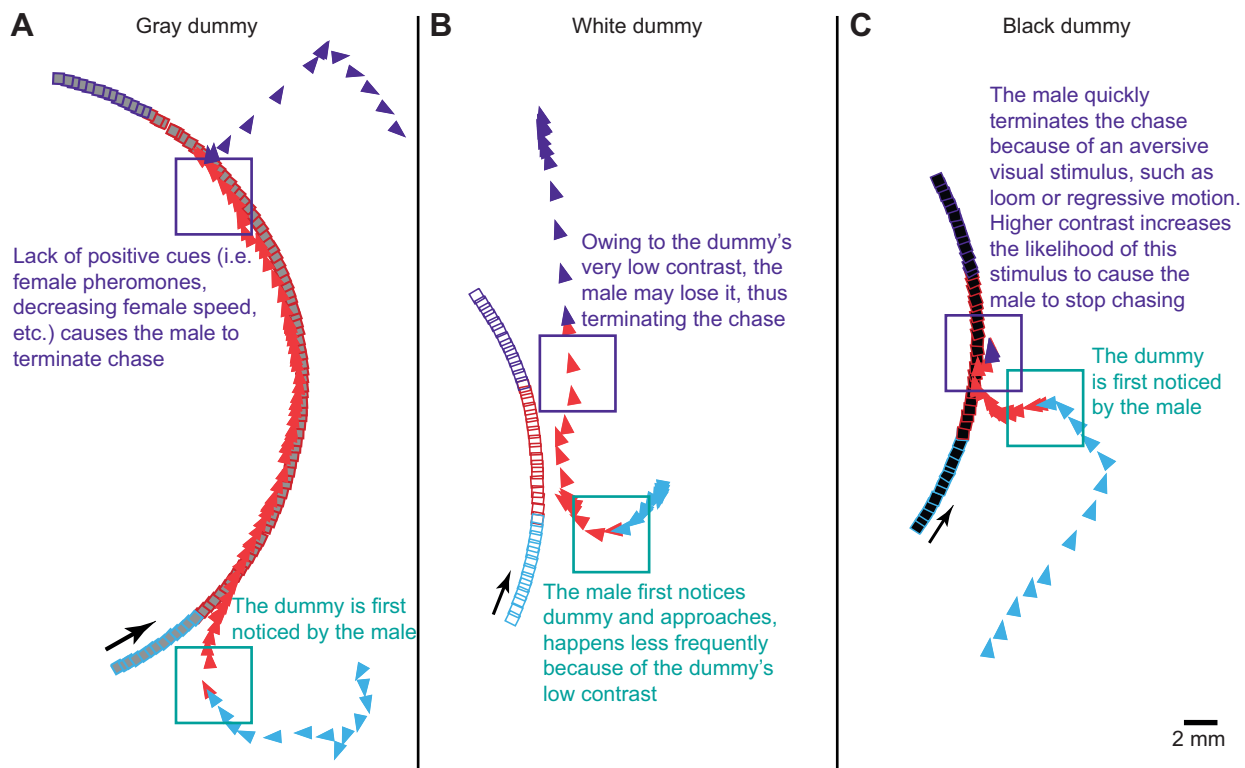 A
Gray dummy
Lack of positive cues (i.e.
female pheromones,
decreasing female speed,
etc.) causes the male to
terminate chase
The dummy is first
noticed by the male
B
White dummy
Owing to the dummy's
very low contrast, the
male may lose it, thus
terminating the chase
The male first notices
dummy and approaches,
happens less frequently
because of the dummy's
low contrast
C
Black dummy
The male quickly
terminates the chase
because of an aversive
visual stimulus, such as
loom or regressive motion.
Higher contrast increases
the likelihood of this
stimulus to cause the
male to stop chasing
The dummy
is first noticed
by the male
2 mm